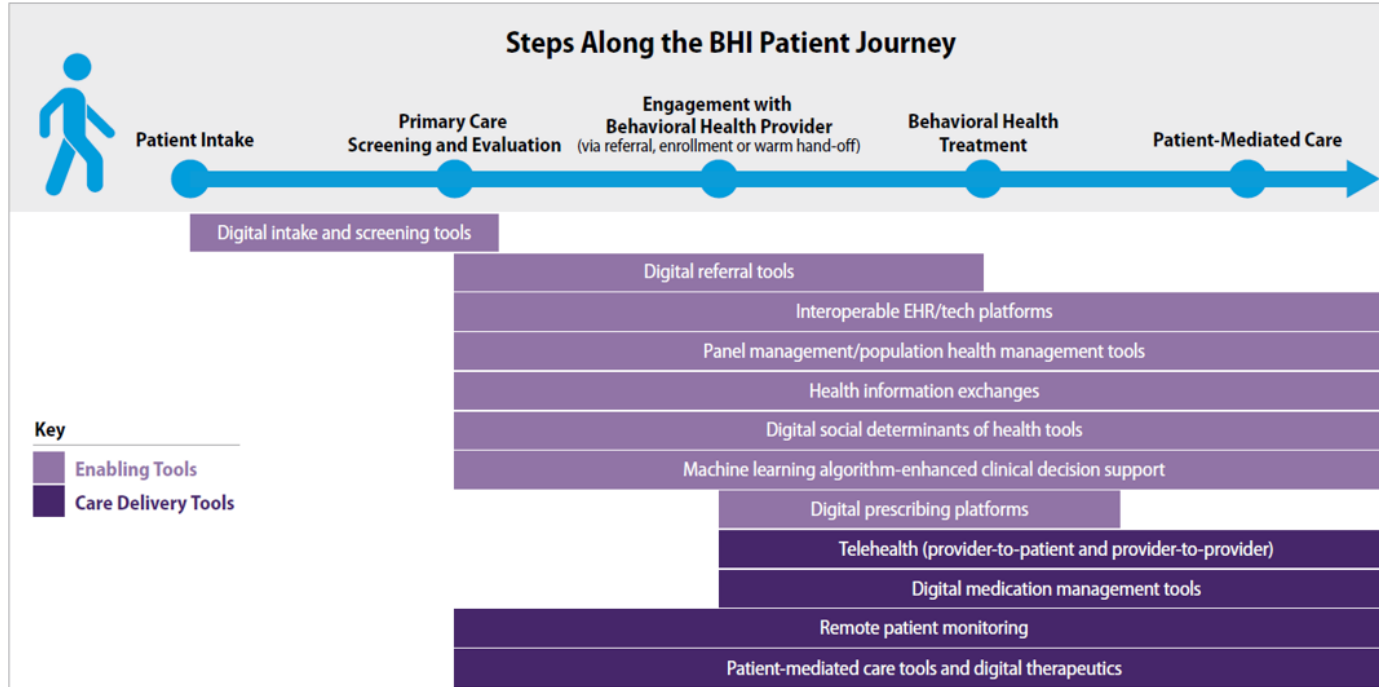 Steps Along the BHI Patient Journey
Patient Intake
Primary Care
Screening and Evaluation
Engagement with
Behavioral Health Provider
(via referral, enrollment or warm hand-off)
Behavioral Health
Treatment
Patient-Mediated Care
Digital intake and screening tools
Digital referral tools
Interoperable EHR/tech platforms
Panel management/population health management tools
Health information exchanges
Digital social determinants of health tools
Machine learning algorithm-enhanced clinical decision support
Digital prescribing platforms
Telehealth (provider-to-patient and provider-to-provider)
Digital medication management tools
Remote patient monitoring
Patient-mediated care tools and digital therapeutics
Key
Enabling Tools
Care Delivery Tools